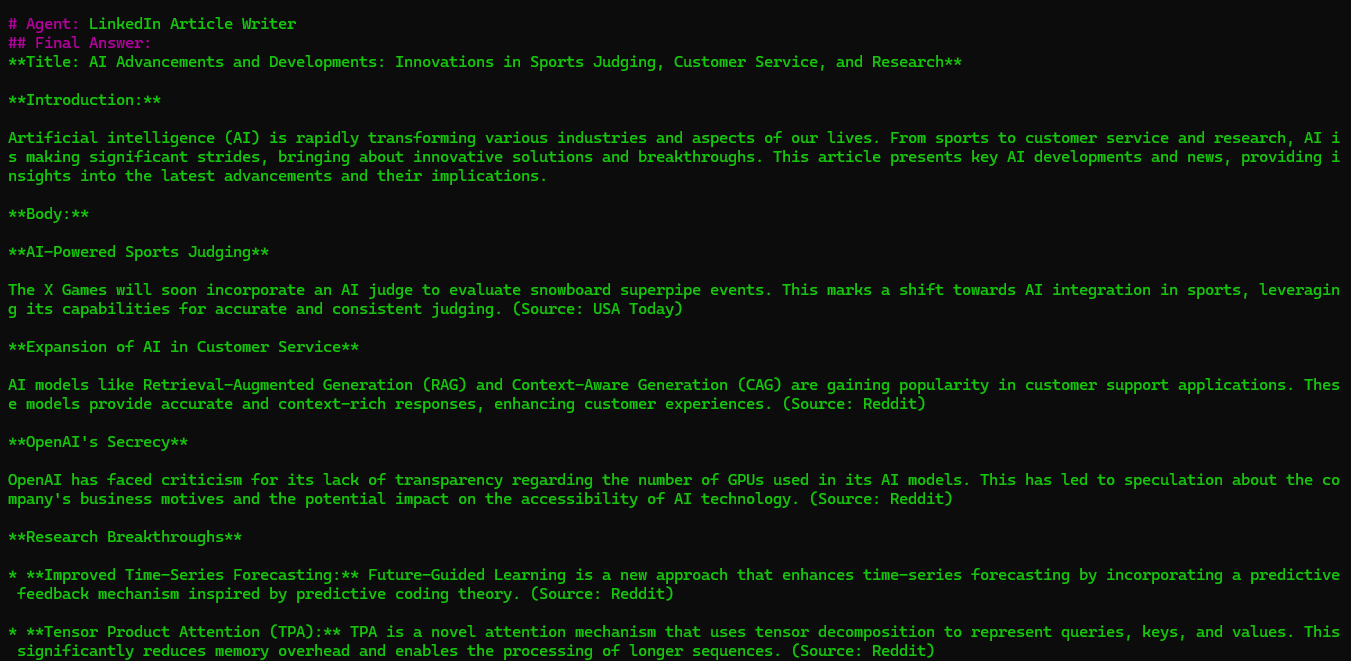 # Agent: LinkedIn Article Writer
## Final Answer:
**Title: AI Advancements and Developments: Innovations in Sports Judging, Customer Service, and Research**
**Introduction:**
Artificial intelligence (AI) is rapidly transforming various industries and aspects of our lives. From sports to customer service and research, AI i
s making significant strides, bringing about innovative solutions and breakthroughs. This article presents key AI developments and news, providing i
nsights into the latest advancements and their implications.
**Body:**
**AI-Powered Sports Judging**
The X Games will soon incorporate an AI judge to evaluate snowboard superpipe events. This marks a shift towards AI integration in sports, leveragin
g its capabilities for accurate and consistent judging. (Source: USA Today)
**Expansion of AI in Customer Service**
AI models like Retrieval-Augmented Generation (RAG) and Context-Aware Generation (CAG) are gaining popularity in customer support applications. Thes
e models provide accurate and context-rich responses, enhancing customer experiences. (Source: Reddit)
**OpenAI's Secrecy**
OpenAI has faced criticism for its lack of transparency regarding the number of GPUs used in its AI models. This has led to speculation about the co
mpany's business motives and the potential impact on the accessibility of AI technology. (Source: Reddit)
**Research Breakthroughs**
* **Improved Time-Series Forecasting:** Future-Guided Learning is a new approach that enhances time-series forecasting by incorporating a predictive
feedback mechanism inspired by predictive coding theory. (Source: Reddit)
* **Tensor Product Attention (TPA):** TPA is a novel attention mechanism that uses tensor decomposition to represent queries, keys, and values. This
significantly reduces memory overhead and enables the processing of longer sequences. (Source: Reddit)